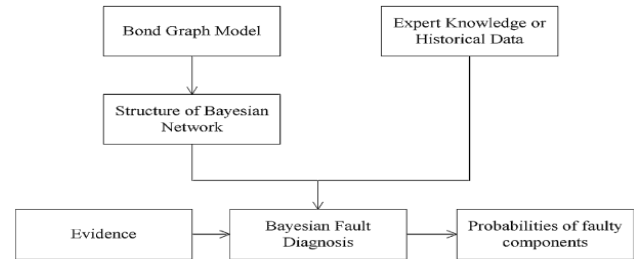 Bond Graph Model
Expert Knowledge or
Historical Data
Structure of Bayesian
Network
Evidence
Bayesian Fault
Diagnosis
Probabilities of faulty
components